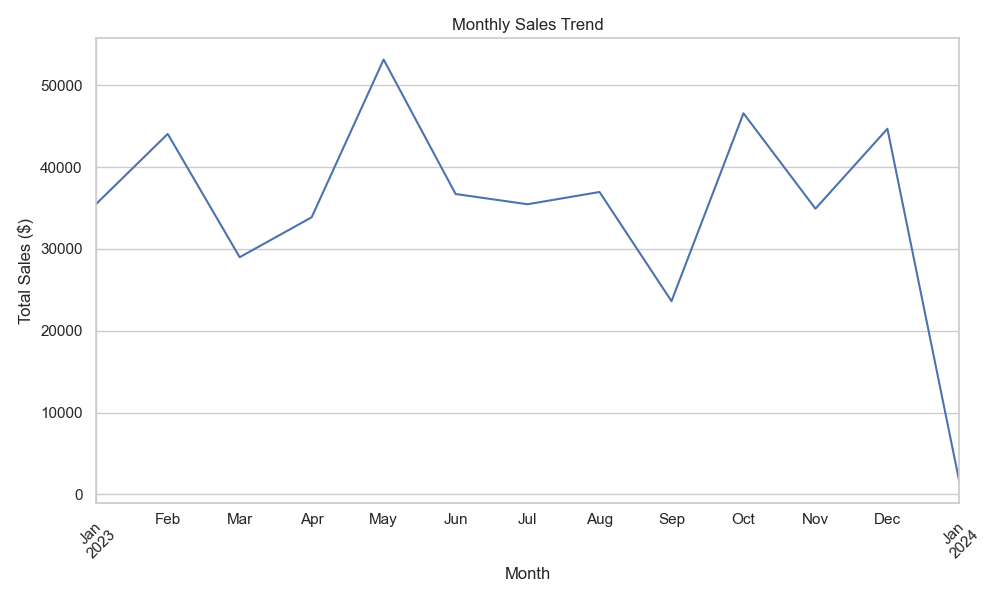 Monthly Sales Trend
Total Sales ($)
50000
40000
30000
20000
10000
0
Jan
2023
Feb
Mar
Apr
May
Jun
Jul
Aug
Sep
Oct
Nov
Dec
Jan
2024
Month